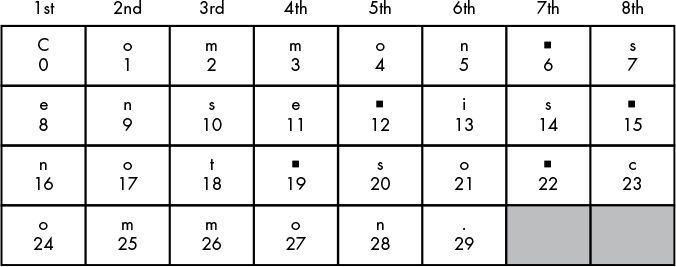 1st 2nd 3rd 4th 5th 6th 7th 8th
C o m m o n ■ s
0 1 2 3 4 5 6 7
e n s e ■ i s ■
8 9 10 11 12 13 14 15
n o t ■ s o ■ c
16 17 18 19 20 21 22 23
o m m o n .
24 25 26 27 28 29